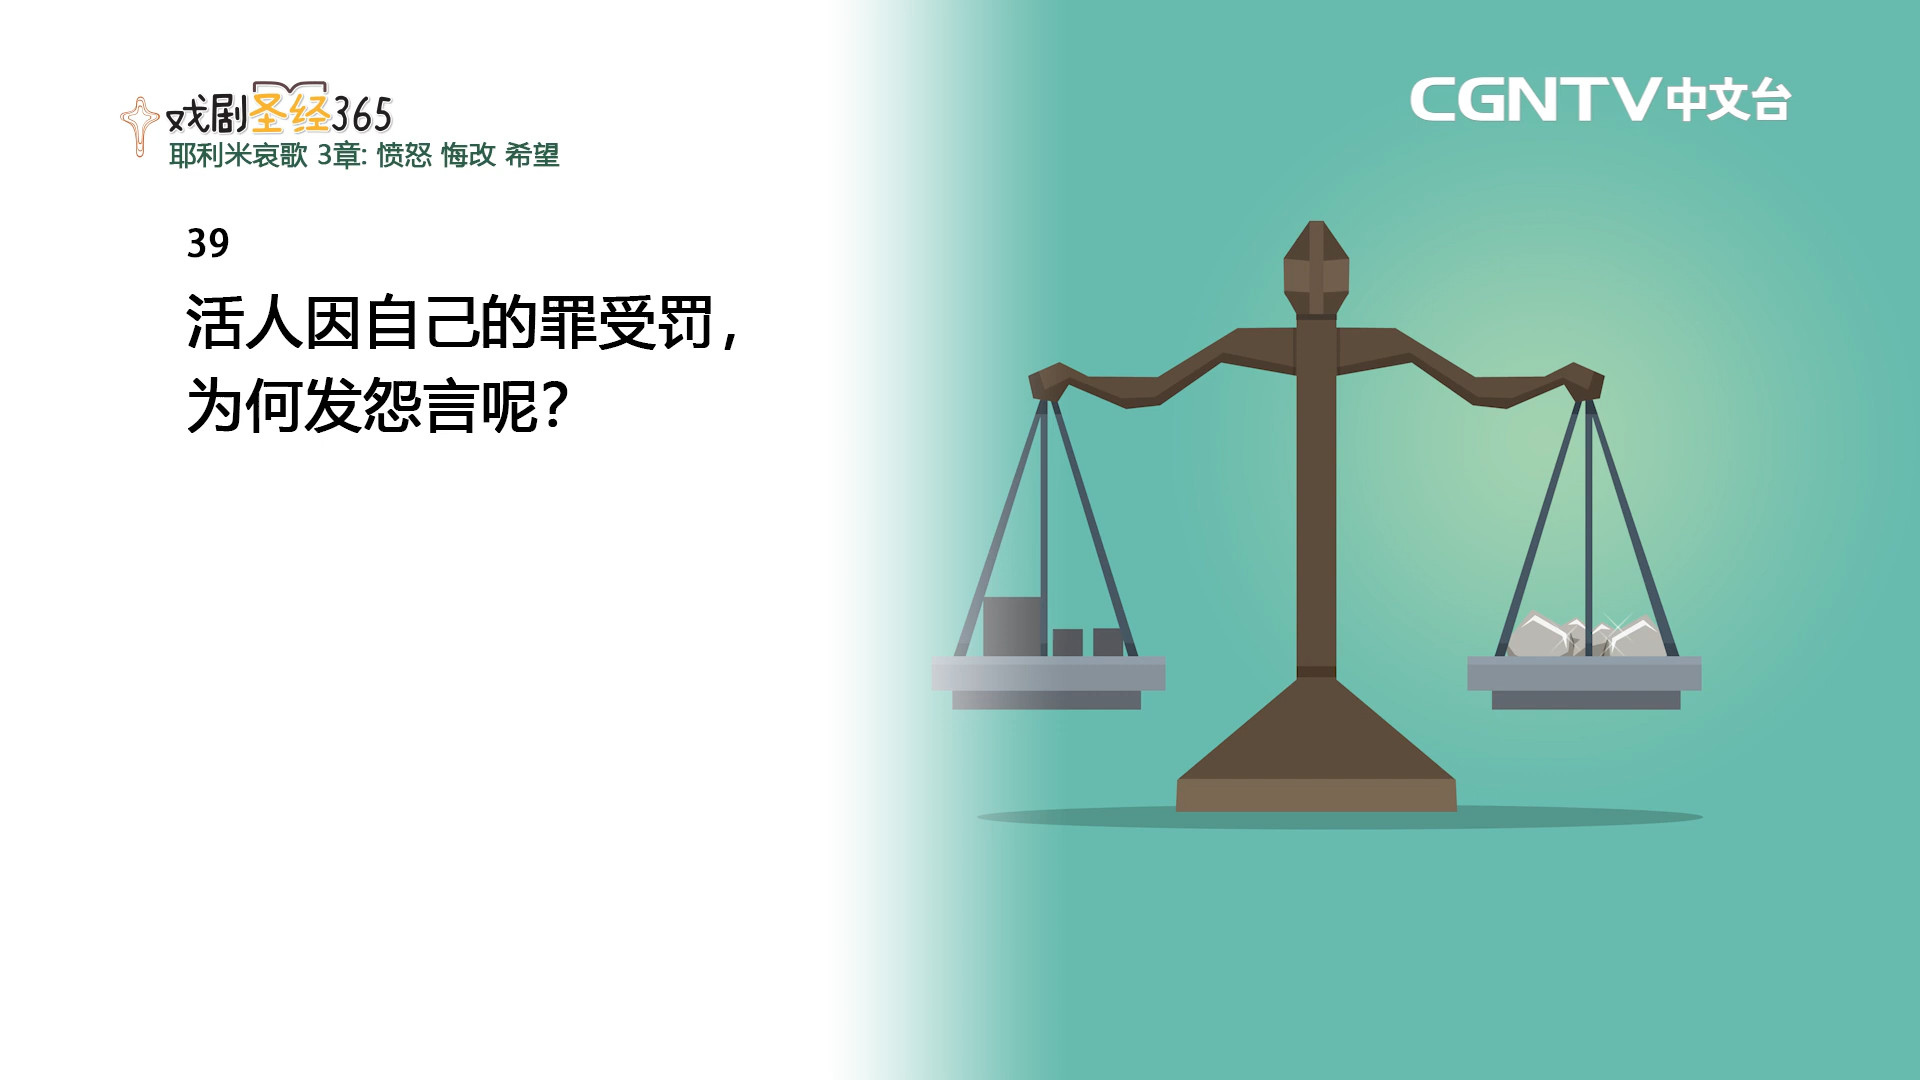 戏剧圣经365
耶利米哀歌 3章: 愤怒 悔改 希望
CGNTV中文台
39
活人因自己的罪受罚，
为何发怨言呢？